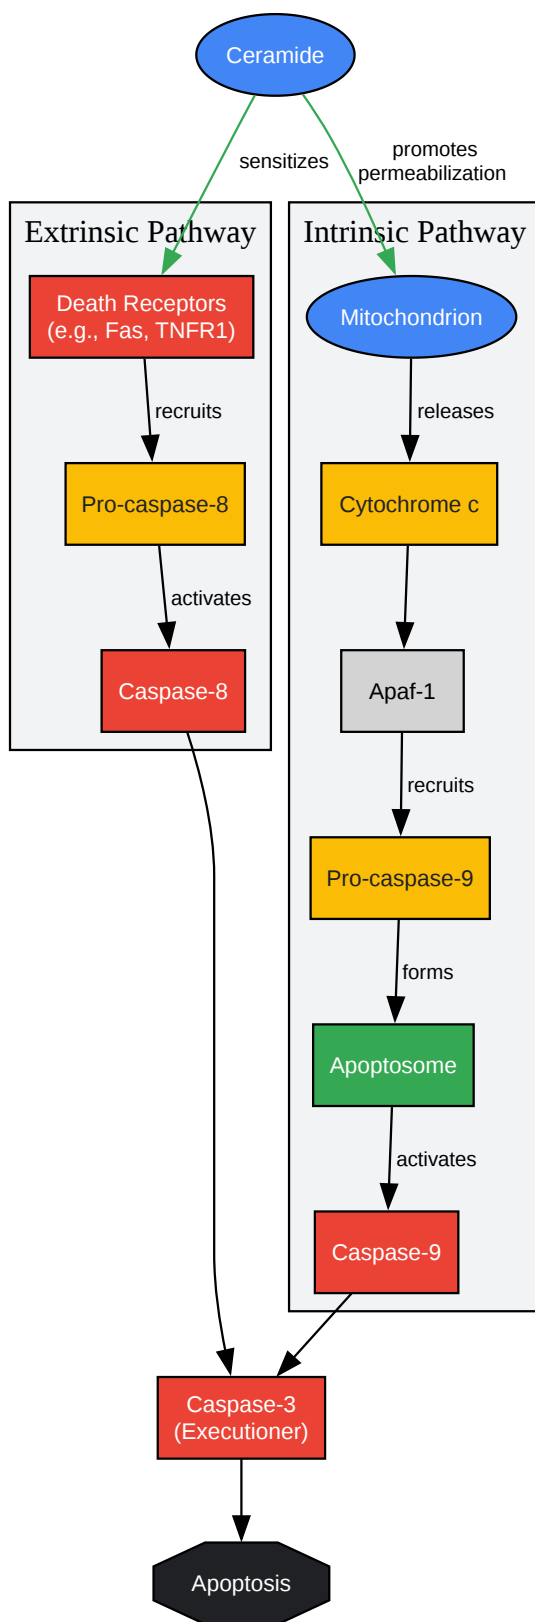 Ceramide
sensitizes
promotes
permeabilization
Extrinsic Pathway
Intrinsic Pathway
Death Receptors
(e.g., Fas, TNFR1)
Mitochondrion
recruits
releases
Pro-caspase-8
Cytochrome c
activates
Caspase-8
Apaf-1
recruits
Pro-caspase-9
forms
Apoptosome
activates
Caspase-9
Caspase-3
(Executioner)
Apoptosis